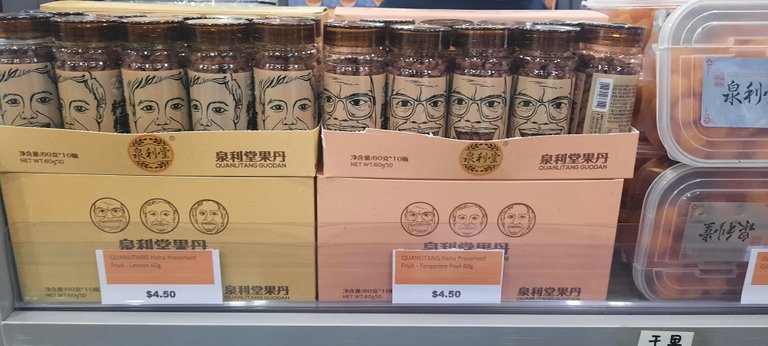 净含量:60克*10瓶
NET WT:60g*10
泉利堂
泉利堂果丹
QUANLITANG GUODAN
净含量:60克*10瓶
NET WT:60g*10
泉利堂
泉利堂果丹
QUANLITANG GUODAN
泉利堂
泉利堂果丹
泉利堂果丹
泉利堂
QUANLITANG Haha Preserved
Fruit - Lemon 60g
$4.50
QUANLITANG Haha Preserved
Fruit - Tangerine Peel 60g
$4.50
泉利堂果丹
QUANLITANG GUODAN
泉利堂果丹
QUANLITANG GUODAN
干果